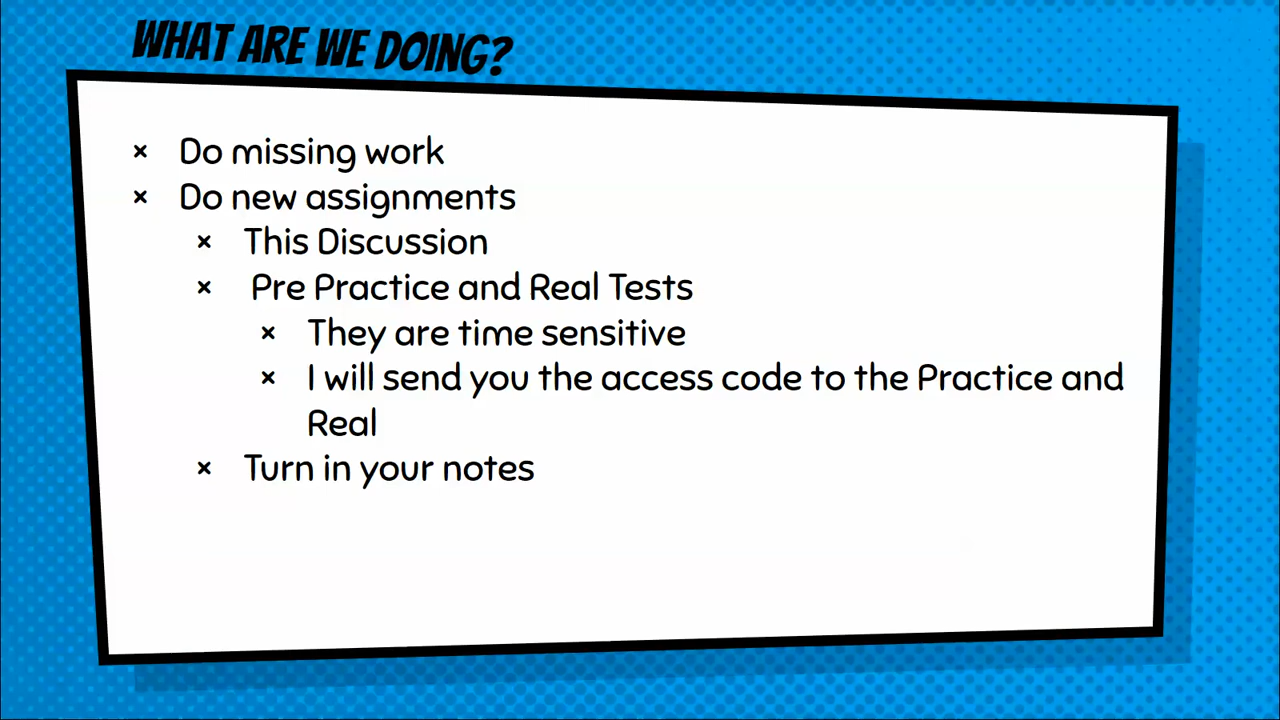 WHAT ARE WE DOING?
× Do missing work
× Do new assignments
× This Discussion
× Pre Practice and Real Tests
× They are time sensitive
× I will send you the access code to the Practice and
Real
× Turn in your notes